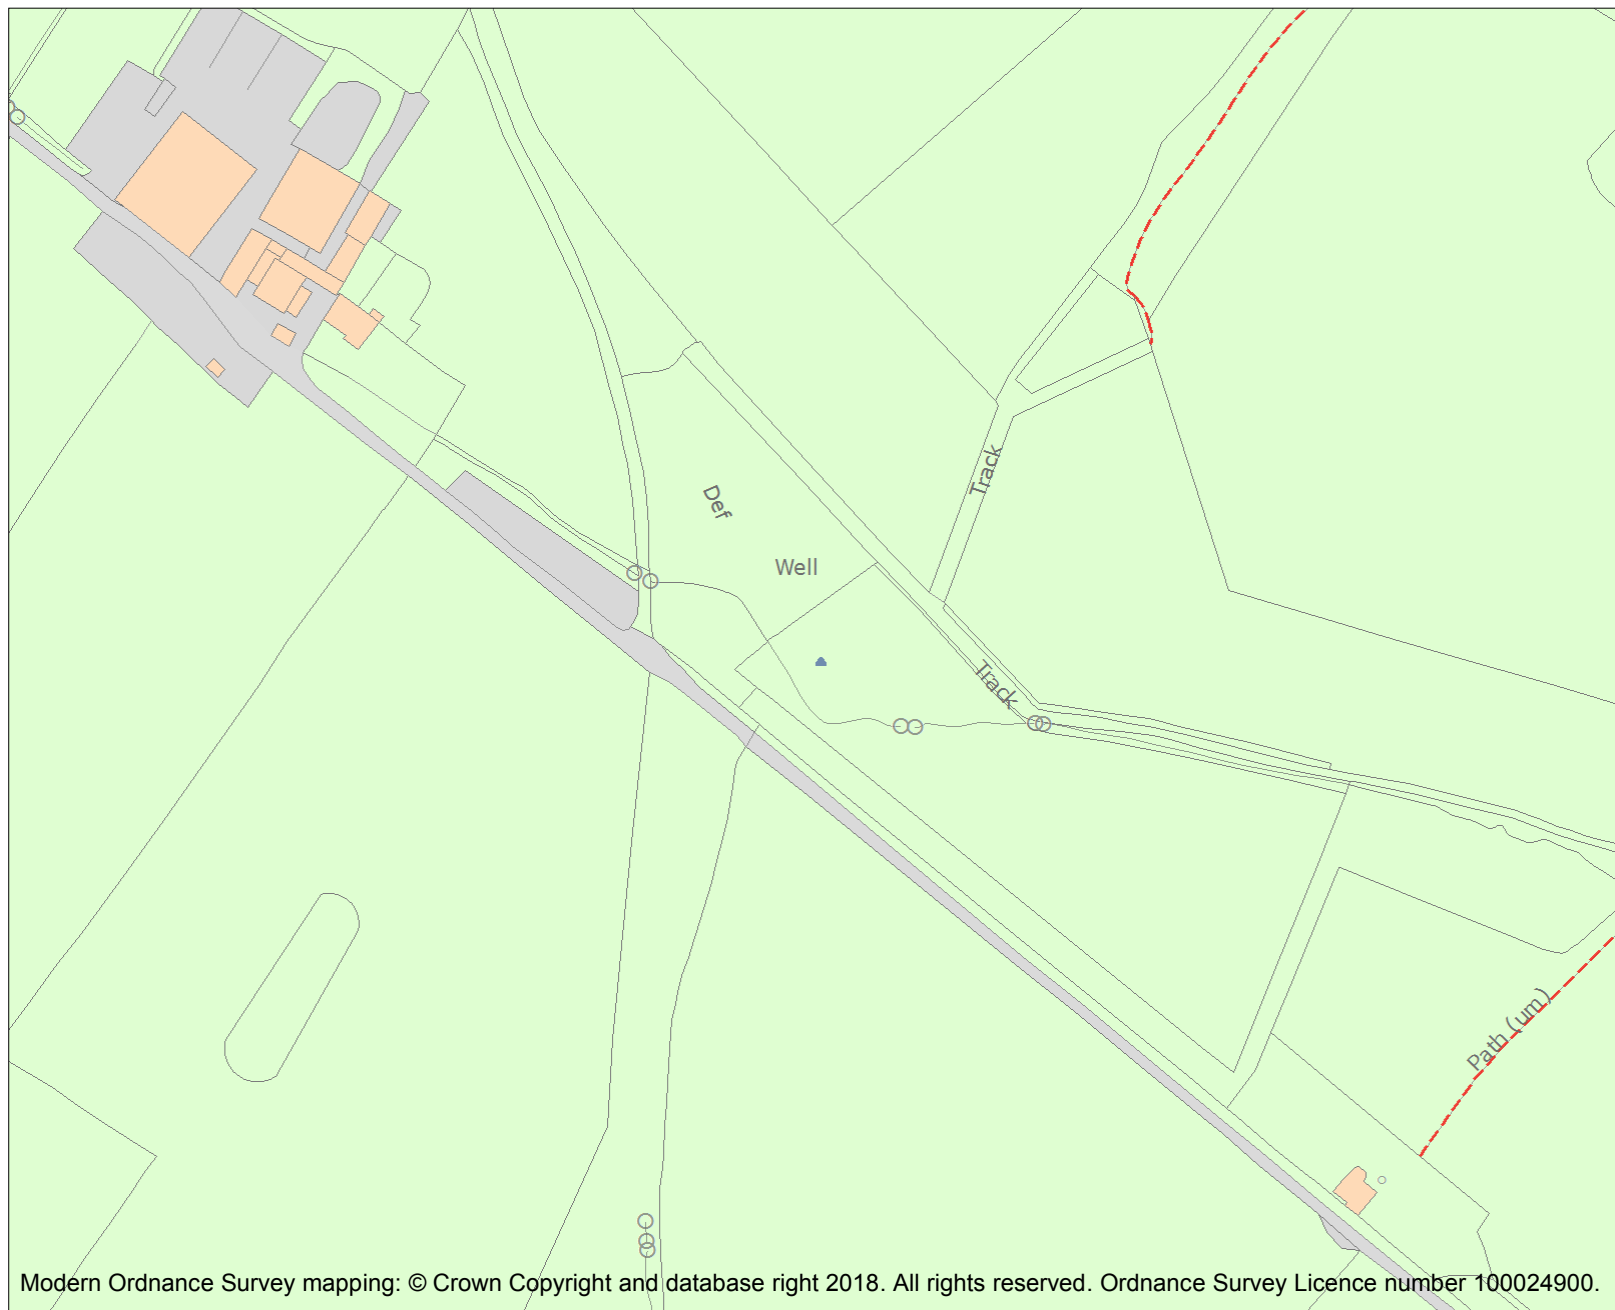 Track
Def
Well
Track
Path (um)
Modern Ordnance Survey mapping: © Crown Copyright and database right 2018. All rights reserved. Ordnance Survey Licence number 100024900.